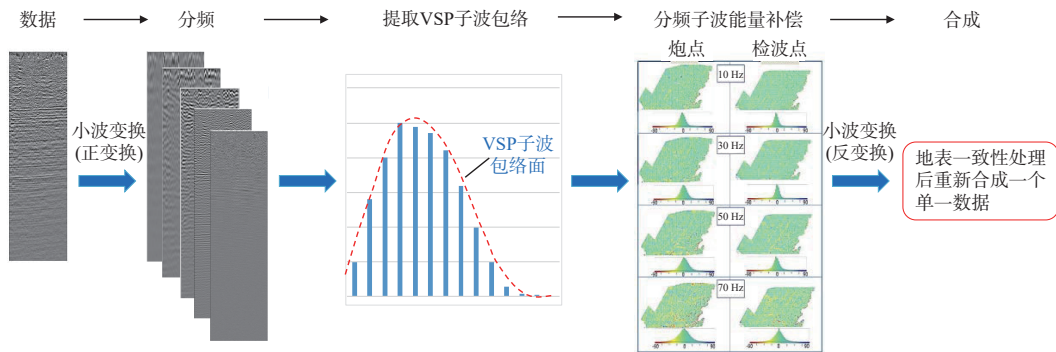 数据
分频
提取VSP子波包络
分频子波能量补偿
合成
炮点
检波点
小波变换
(正变换)
VSP子波
包络面
10 Hz
30 Hz
50 Hz
70 Hz
小波变换
(反变换)
地表一致性处理
后重新合成一个
单一数据